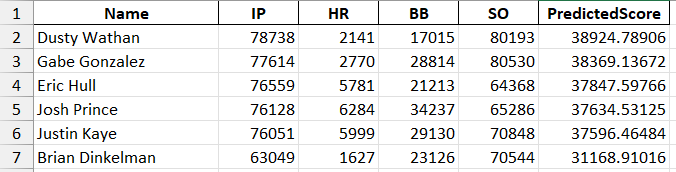 1 Name IP HR BB SO PredictedScore
2 Dusty Wathan 78738 2141 17015 80193 38924.78906
3 Gabe Gonzalez 77614 2770 28814 80530 38369.13672
4 Eric Hull 76559 5781 21213 64368 37847.59766
5 Josh Prince 76128 6284 34237 65286 37634.53125
6 Justin Kaye 76051 5999 29130 70848 37596.46484
7 Brian Dinkelman 63049 1627 23126 70544 31168.91016